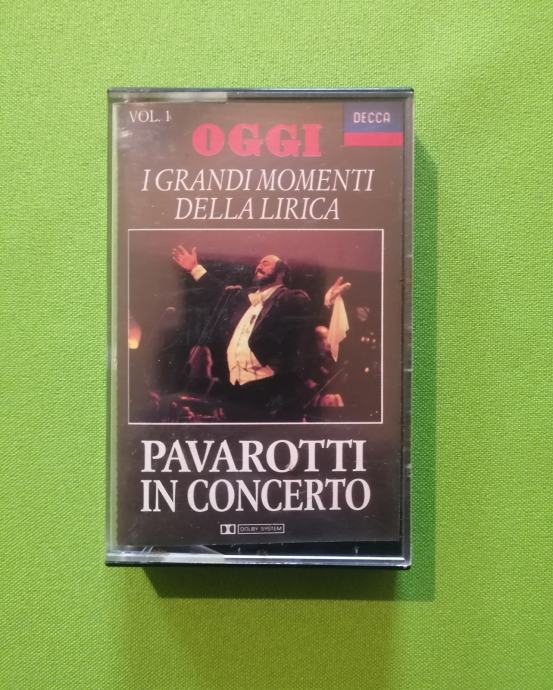 VOL. 1
DECCA
OGGI
I GRANDI MOMENTI
DELLA LIRICA
PAVAROTTI
IN CONCERTO
DOLBY SYSTEM